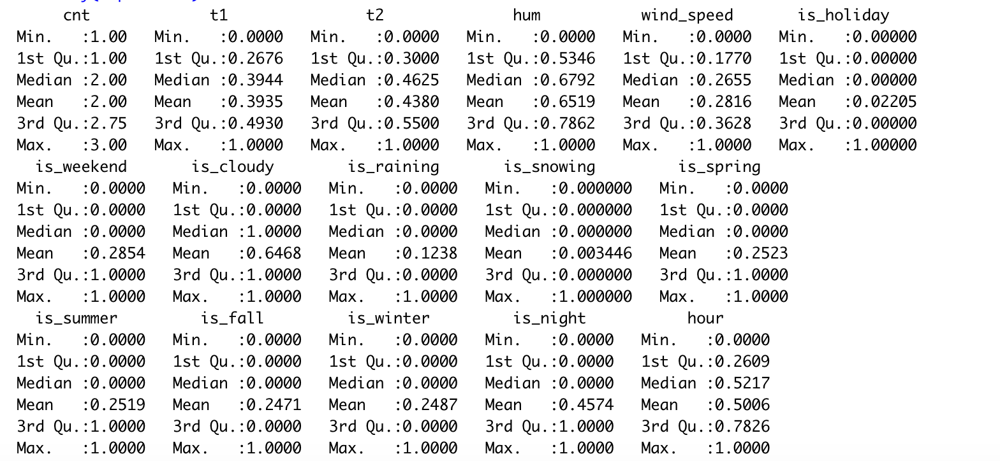 cnt t1 t2 hum wind_speed is_holiday
Min. :1.00 Min. :0.0000 Min. :0.0000 Min. :0.0000 Min. :0.0000 Min. :0.00000
1st Qu.:1.00 1st Qu.:0.2676 1st Qu.:0.3000 1st Qu.:0.5346 1st Qu.:0.1770 1st Qu.:0.00000
Median :2.00 Median :0.3944 Median :0.4625 Median :0.6792 Median :0.2655 Median :0.00000
Mean :2.00 Mean :0.3935 Mean :0.4380 Mean :0.6519 Mean :0.2816 Mean :0.02205
3rd Qu.:2.75 3rd Qu.:0.4930 3rd Qu.:0.5500 3rd Qu.:0.7862 3rd Qu.:0.3628 3rd Qu.:0.00000
Max. :3.00 Max. :1.0000 Max. :1.0000 Max. :1.0000 Max. :1.0000 Max. :1.00000
is_weekend is_cloudy is_raining is_snowing is_spring
Min. :0.0000 Min. :0.0000 Min. :0.0000 Min. :0.000000 Min. :0.0000
1st Qu.:0.0000 1st Qu.:0.0000 1st Qu.:0.0000 1st Qu.:0.000000 1st Qu.:0.0000
Median :0.0000 Median :1.0000 Median :0.0000 Median :0.000000 Median :0.0000
Mean :0.2854 Mean :0.6468 Mean :0.1238 Mean :0.003446 Mean :0.2523
3rd Qu.:1.0000 3rd Qu.:1.0000 3rd Qu.:0.0000 3rd Qu.:0.000000 3rd Qu.:1.0000
Max. :1.0000 Max. :1.0000 Max. :1.0000 Max. :1.000000 Max. :1.0000
is_summer is_fall is_winter is_night hour
Min. :0.0000 Min. :0.0000 Min. :0.0000 Min. :0.0000 Min. :0.0000
1st Qu.:0.0000 1st Qu.:0.0000 1st Qu.:0.0000 1st Qu.:0.0000 1st Qu.:0.2609
Median :0.0000 Median :0.0000 Median :0.0000 Median :0.0000 Median :0.5217
Mean :0.2519 Mean :0.2471 Mean :0.2487 Mean :0.4574 Mean :0.5006
3rd Qu.:1.0000 3rd Qu.:0.0000 3rd Qu.:0.0000 3rd Qu.:1.0000 3rd Qu.:0.7826
Max. :1.0000 Max. :1.0000 Max. :1.0000 Max. :1.0000 Max. :1.0000